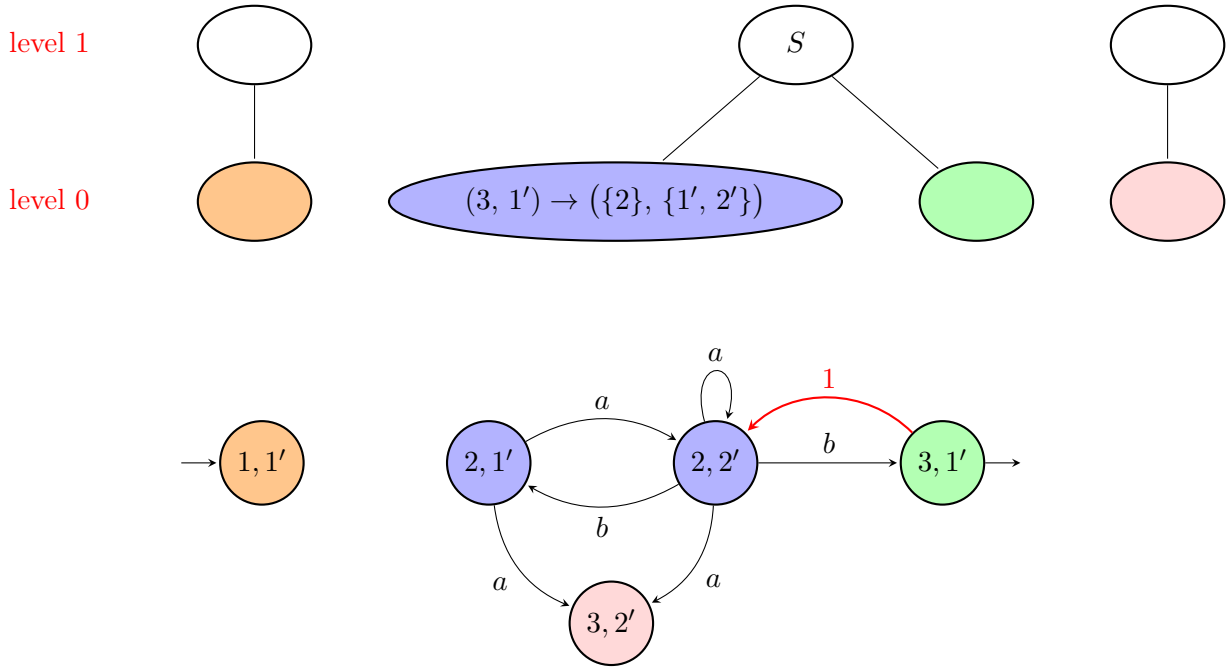 level 1
S
level 0
(3, 1′) → ({2}, {1′, 2′})
a
1
a
b
1, 1′
2, 1′
2, 2′
3, 1′
b
a
a
3, 2′